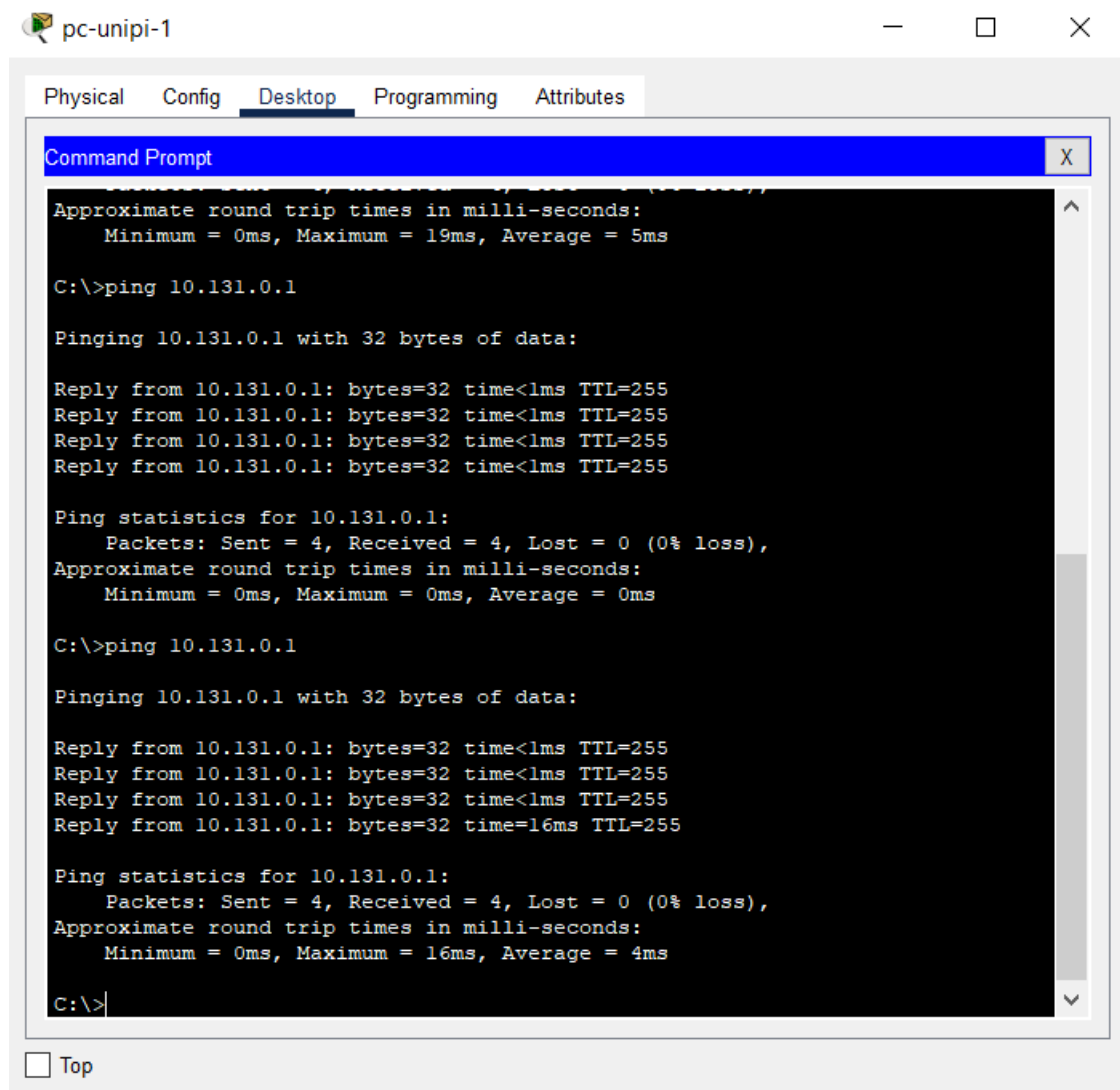 pc-unipi-1
Physical Config Desktop Programming Attributes
Command Prompt
X
Approximate round trip times in milli-seconds:
    Minimum = 0ms, Maximum = 19ms, Average = 5ms
C:\>ping 10.131.0.1
Pinging 10.131.0.1 with 32 bytes of data:
Reply from 10.131.0.1: bytes=32 time<1ms TTL=255
Reply from 10.131.0.1: bytes=32 time<1ms TTL=255
Reply from 10.131.0.1: bytes=32 time<1ms TTL=255
Reply from 10.131.0.1: bytes=32 time<1ms TTL=255
Ping statistics for 10.131.0.1:
    Packets: Sent = 4, Received = 4, Lost = 0 (0% loss),
Approximate round trip times in milli-seconds:
    Minimum = 0ms, Maximum = 0ms, Average = 0ms
C:\>ping 10.131.0.1
Pinging 10.131.0.1 with 32 bytes of data:
Reply from 10.131.0.1: bytes=32 time<1ms TTL=255
Reply from 10.131.0.1: bytes=32 time<1ms TTL=255
Reply from 10.131.0.1: bytes=32 time<1ms TTL=255
Reply from 10.131.0.1: bytes=32 time=16ms TTL=255
Ping statistics for 10.131.0.1:
    Packets: Sent = 4, Received = 4, Lost = 0 (0% loss),
Approximate round trip times in milli-seconds:
    Minimum = 0ms, Maximum = 16ms, Average = 4ms
C:\>
Top